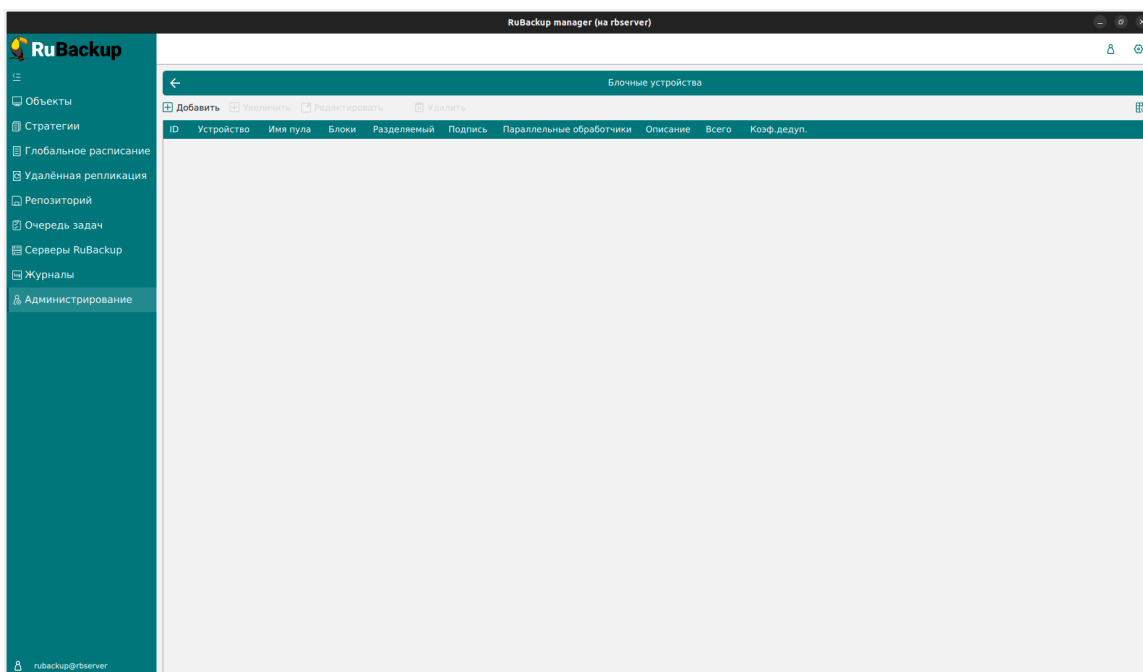 RuBackup manager (на rbserver)
RuBackup
Блочные устройства
Объекты
Добавить Увеличить Редактировать Удалить
Стратегии
ID Устройство Имя пула Блоки Разделяемый Подпись Параллельные обработчики Описание Всего Коэф.дедуп.
Глобальное расписание
Удалённая репликация
Репозиторий
Очередь задач
Серверы RuBackup
Журналы
Администрирование
rubackup@rbserver